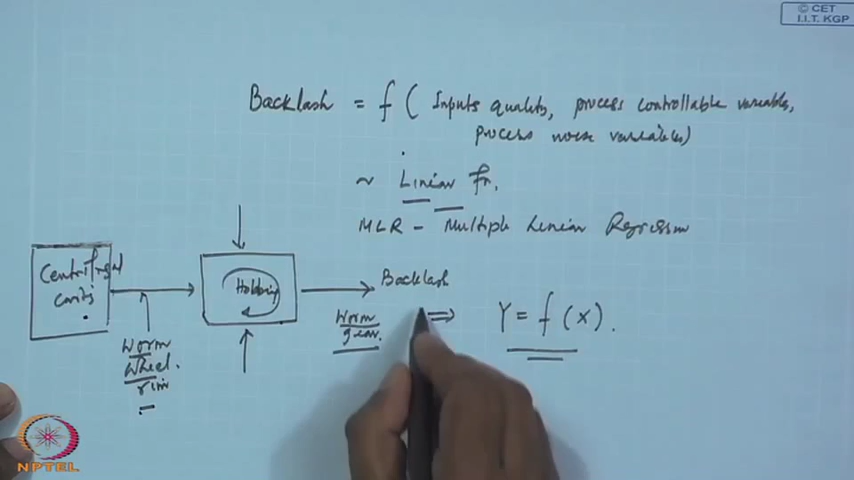 © CET
I.I.T. KGP
Backlash = f ( Inputs quality, process controllable variables,
process noise variables)
~ Linear fn.
MLR - Multiple Linear Regression
Centrifugal
casting
Hobbing
Backlash
Worm
gear.
Worm
Wheel.
rim
⇒ Y = f (x).
NPTEL